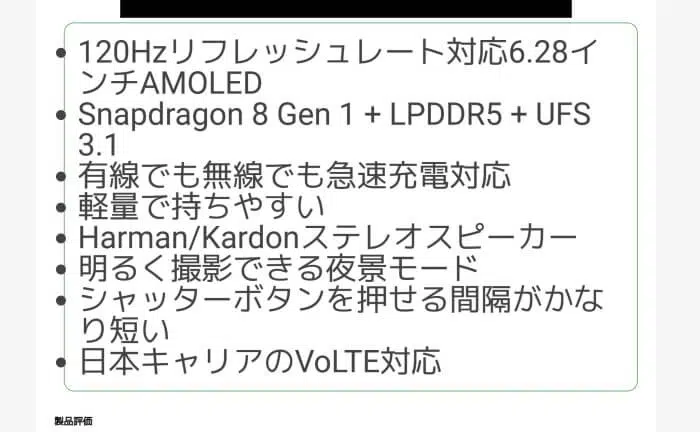 • 120Hzリフレッシュレート対応6.28イ
ンチAMOLED
• Snapdragon 8 Gen 1 + LPDDR5 + UFS
3.1
• 有線でも無線でも急速充電対応
• 軽量で持ちやすい
• Harman/Kardonステレオスピーカー
• 明るく撮影できる夜景モード
• シャッターボタンを押せる間隔がかな
り短い
• 日本キャリアのVoLTE対応
製品評価